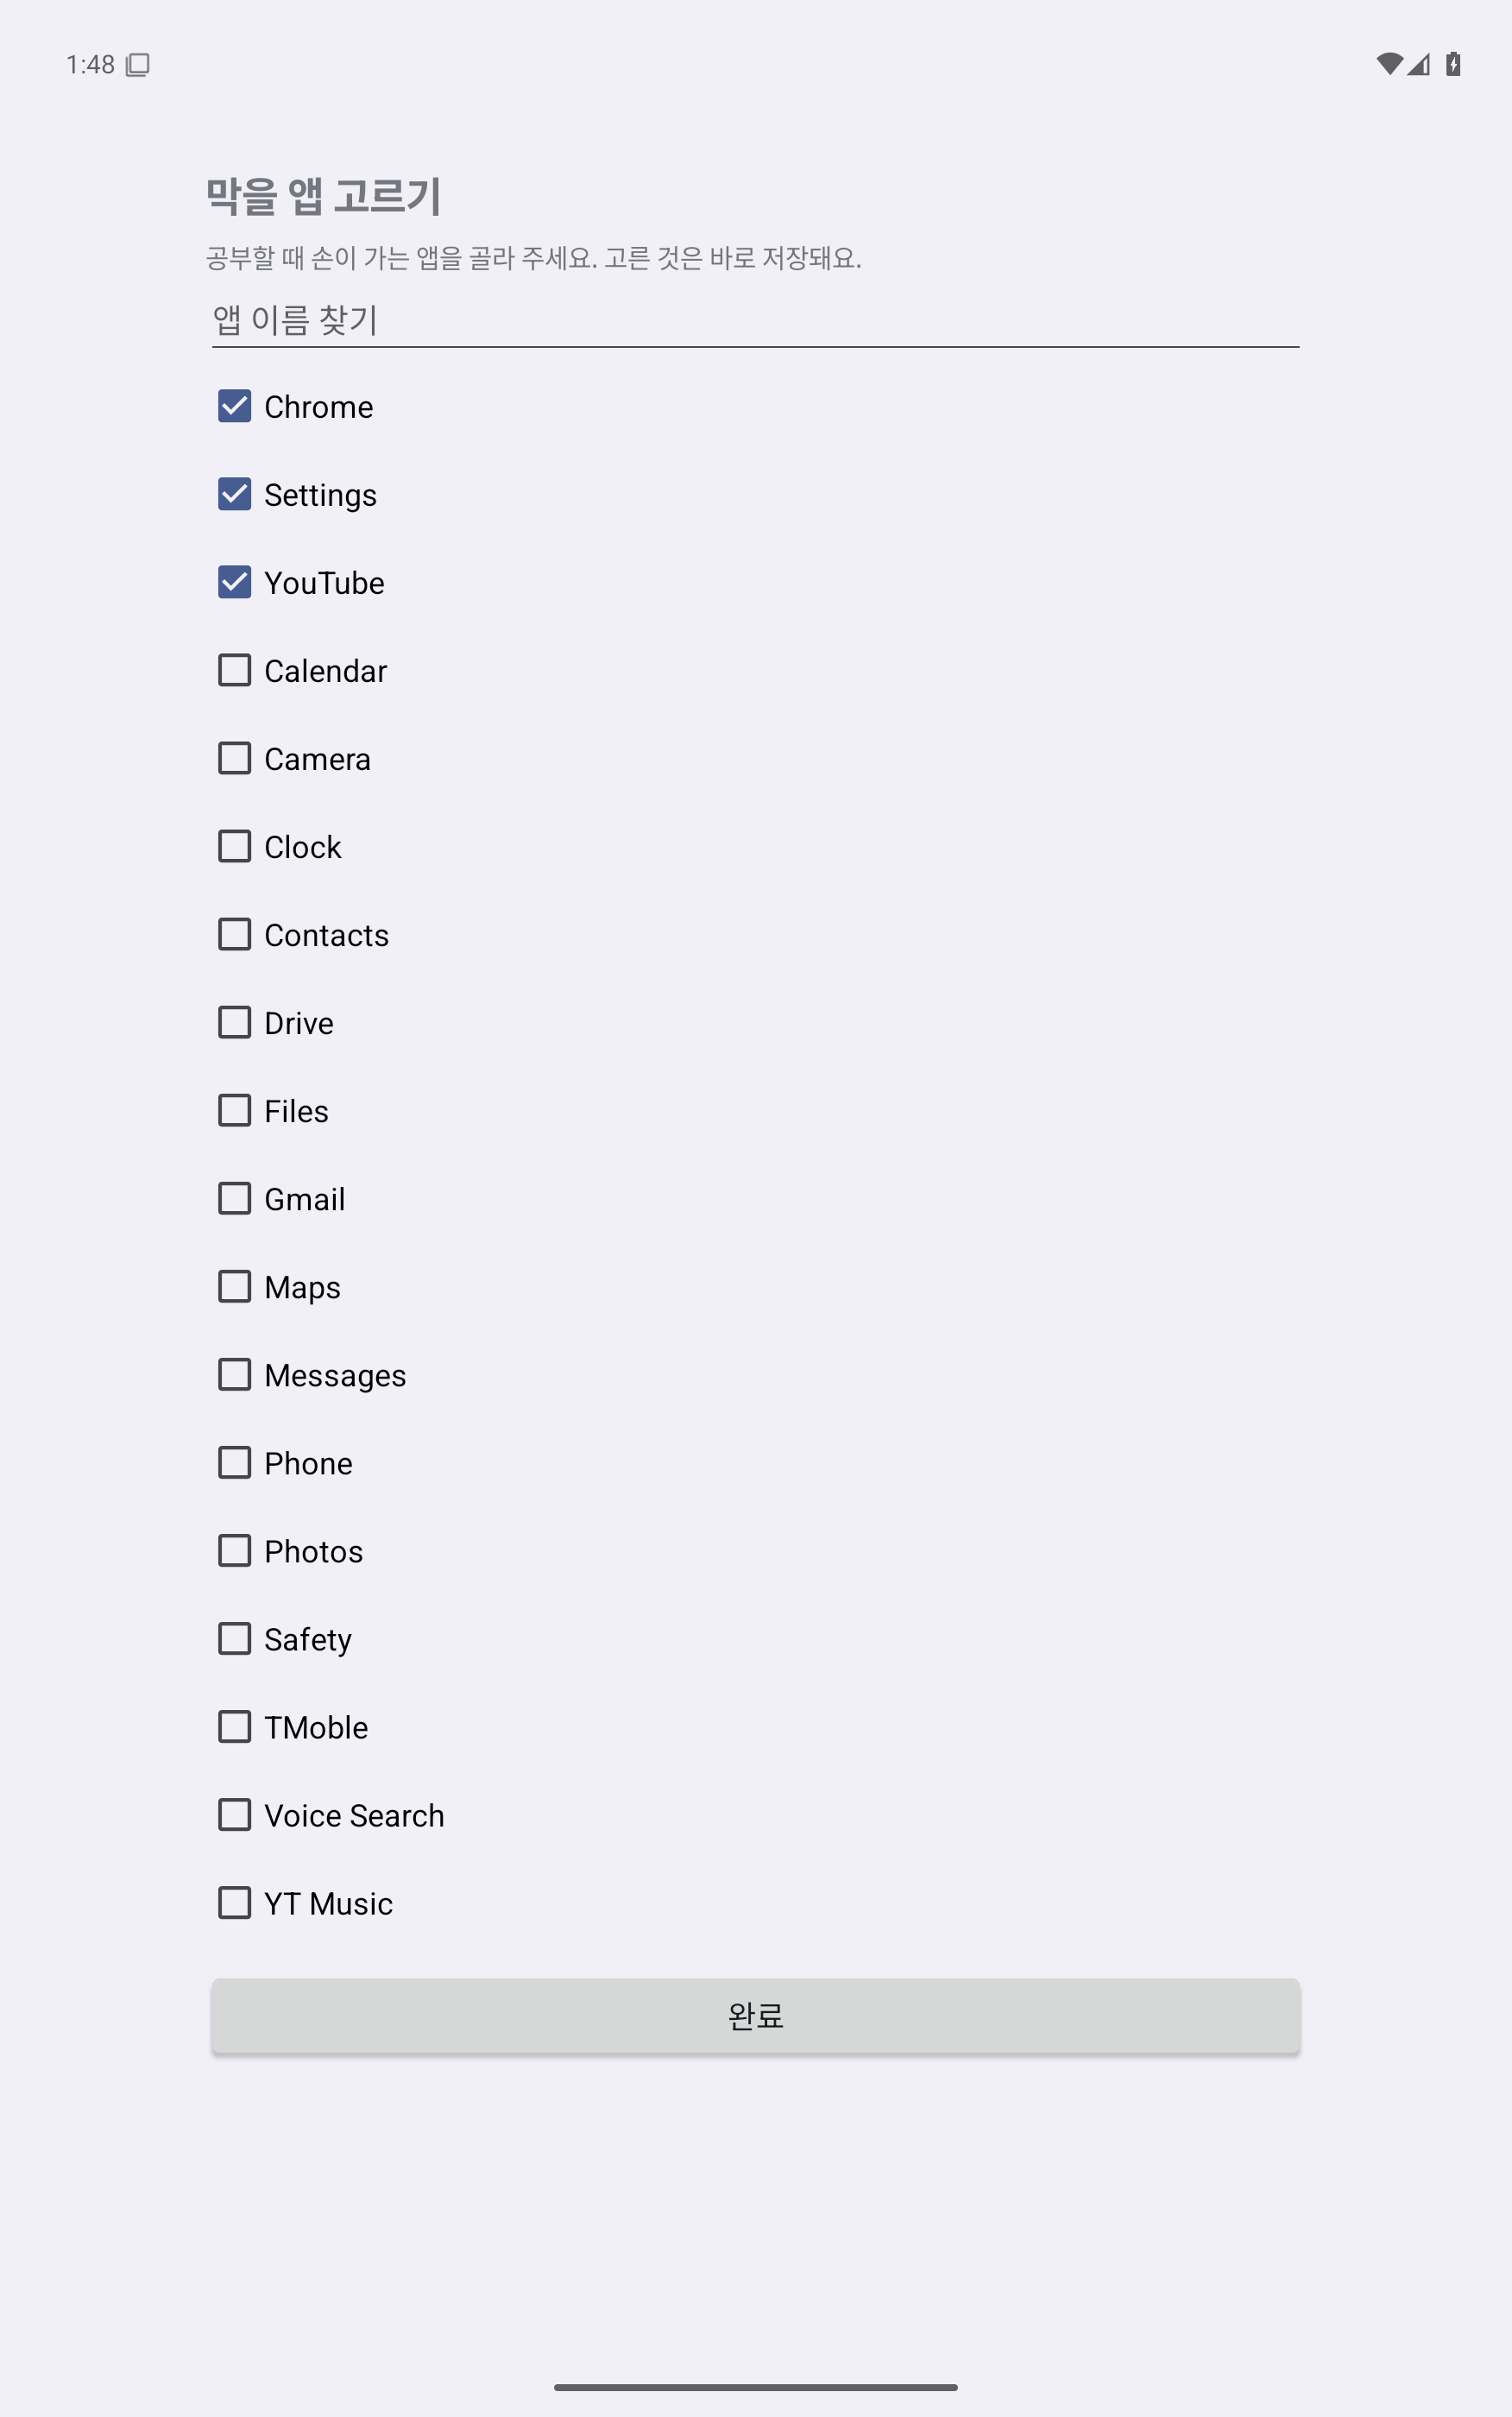 1:48
막을 앱 고르기
공부할 때 손이 가는 앱을 골라 주세요. 고른 것은 바로 저장돼요.
앱 이름 찾기
Chrome
Settings
YouTube
Calendar
Camera
Clock
Contacts
Drive
Files
Gmail
Maps
Messages
Phone
Photos
Safety
TMoble
Voice Search
YT Music
완료